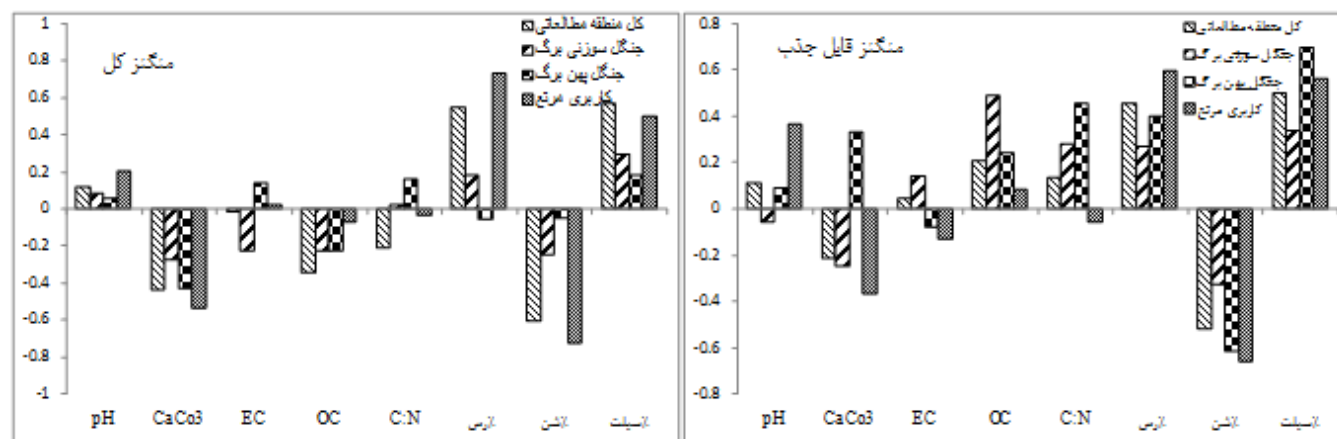 منگنز کل
کل منطقه مطالعاتی
جنگل سوزنی برگ
جنگل پهن برگ
کاربری مرتع
1
0.8
0.6
0.4
0.2
0
-0.2
-0.4
-0.6
-0.8
-1
pH CaCo3 EC OC C:N %رس %شن %سیلت
منگنز قابل جذب
کل منطقه مطالعاتی
جنگل سوزنی برگ
جنگل پهن برگ
کاربری مرتع
0.8
0.6
0.4
0.2
0
-0.2
-0.4
-0.6
-0.8
pH CaCo3 EC OC C:N %رس %شن %سیلت